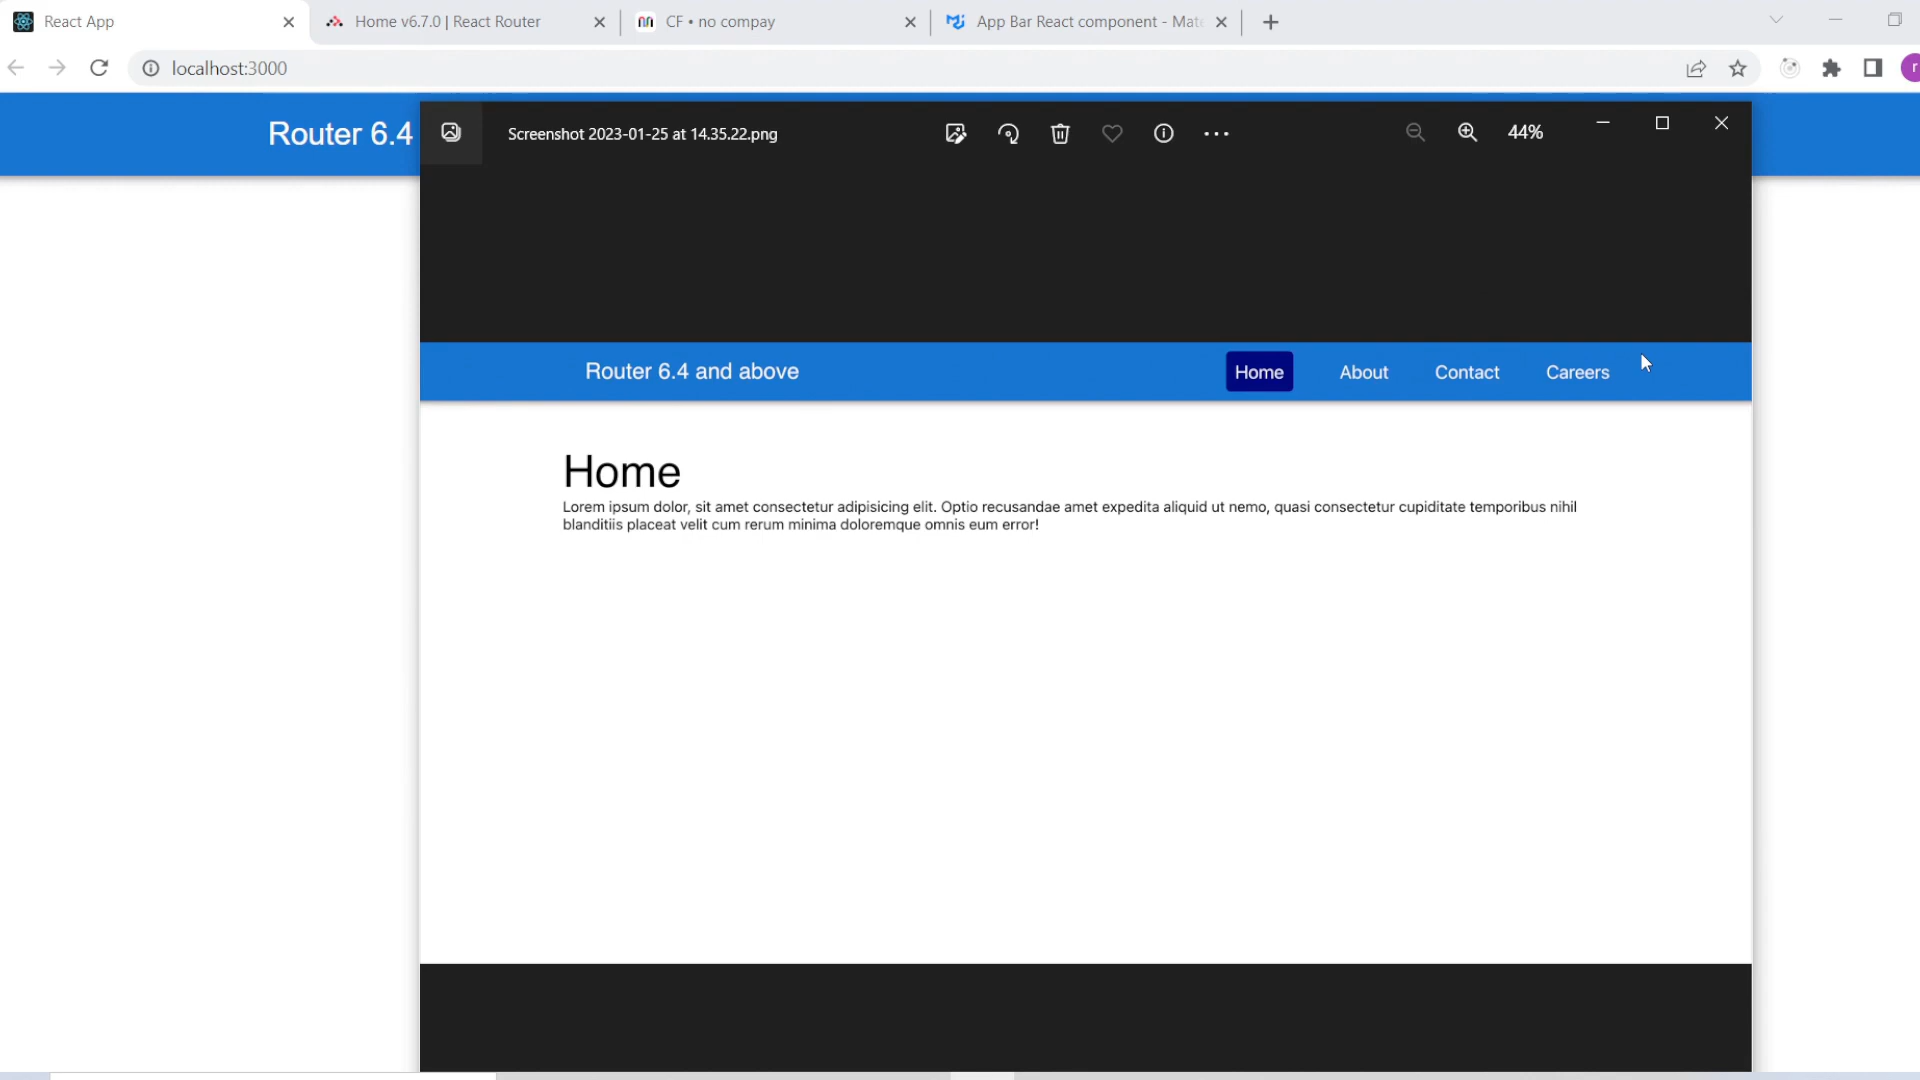 React App
Home v6.7.0 | React Router
CF • no compay
App Bar React component - Mate
localhost:3000
r
Router 6.4
Screenshot 2023-01-25 at 14.35.22.png
44%
Router 6.4 and above
Home
About
Contact
Careers
Home
Lorem ipsum dolor, sit amet consectetur adipisicing elit. Optio recusandae amet expedita aliquid ut nemo, quasi consectetur cupiditate temporibus nihil
blanditiis placeat velit cum rerum minima doloremque omnis eum error!